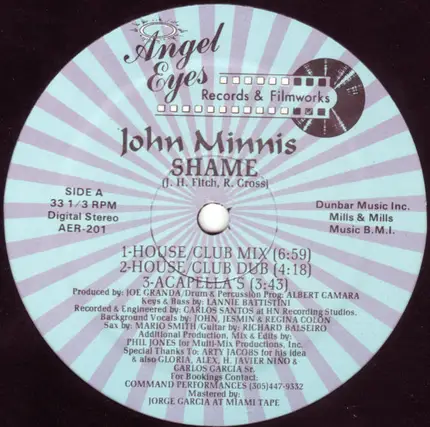 Angel
Eyes
Records & Filmworks
John Minnis
SHAME
(J. H. Fitch, R. Cross)
SIDE A
33 1/3 RPM
Digital Stereo
AER-201
Dunbar Music Inc.
Mills & Mills
Music B.M.I.
1-HOUSE/CLUB MIX (6:59)
2-HOUSE/CLUB DUB (4:18)
3-ACAPELLA'S (3:43)
Produced by: JOE GRANDA/Drum & Percussion Prog: ALBERT CAMARA
Keys & Bass by: LANNIE BATTISTINI
Recorded & Engineered by: CARLOS SANTOS at HN Recording Studios.
Background Vocals by: JOHN, JESMIN & REGINA COLON
Sax by: MARIO SMITH/Guitar by: RICHARD BALSEIRO
Additional Production, Mix & Edits by:
PHIL JONES for Multi-Mix Productions, Inc.
Special Thanks To: ARTY JACOBS for his idea
& also GLORIA, ALEX, H. JAVIER NIÑO &
CARLOS GARCIA Sr.
For Bookings Contact:
COMMAND PERFORMANCES (305)447-9332
Mastered by:
JORGE GARCIA AT MIAMI TAPE